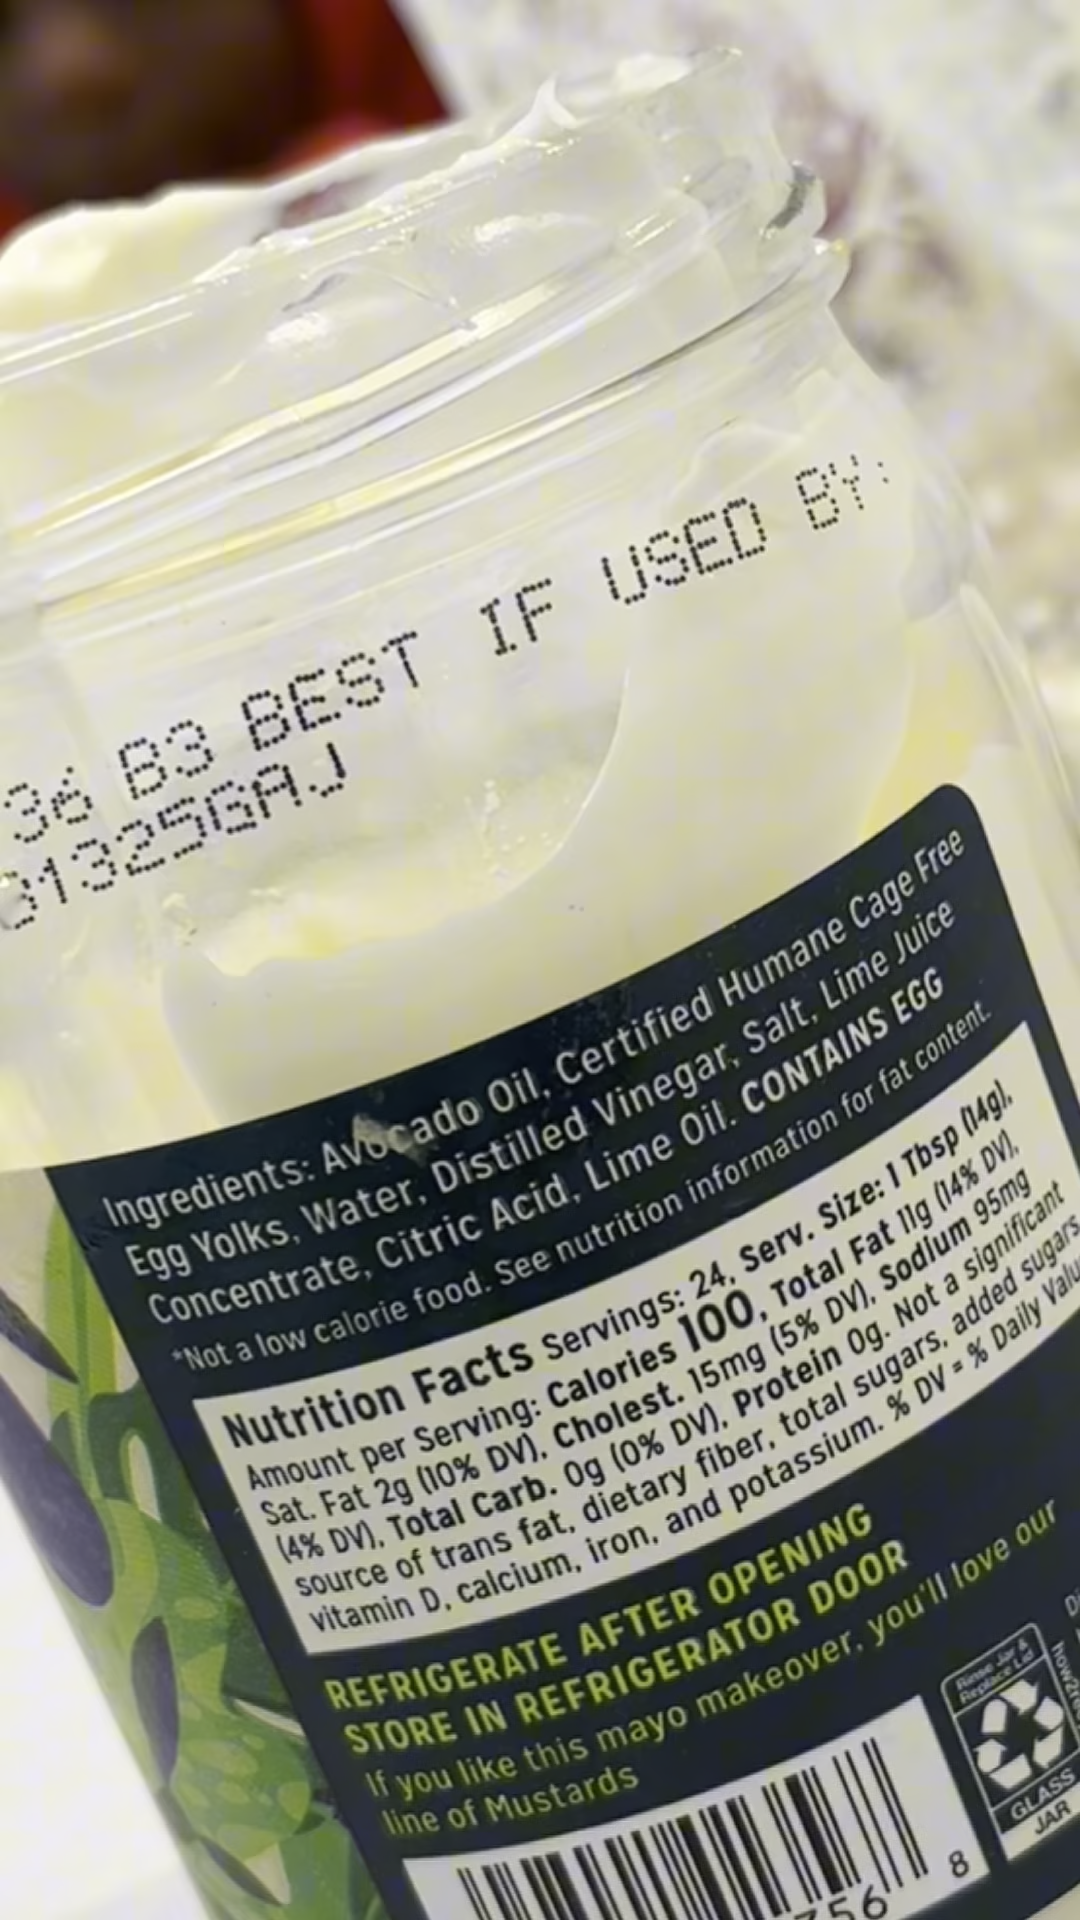 36 B3 BEST IF USED BY:
31325GAJ
Ingredients: Avocado Oil, Certified Humane Cage Free
Egg Yolks, Water, Distilled Vinegar, Salt, Lime Juice
Concentrate, Citric Acid, Lime Oil. CONTAINS EGG
*Not a low calorie food. See nutrition information for fat content.
Nutrition Facts Servings: 24, Serv. Size: 1 Tbsp (14g),
Amount per Serving: Calories 100, Total Fat 11g (14% DV),
Sat. Fat 2g (10% DV), Cholest. 15mg (5% DV), Sodium 95mg
(4% DV), Total Carb. 0g (0% DV), Protein 0g. Not a significant
source of trans fat, dietary fiber, total sugars, added sugars,
vitamin D, calcium, iron, and potassium. % DV = % Daily Value
REFRIGERATE AFTER OPENING
STORE IN REFRIGERATOR DOOR
If you like this mayo makeover, you'll love our
line of Mustards
Rinse Jar &
Replace Lid
GLASS
JAR
756 8